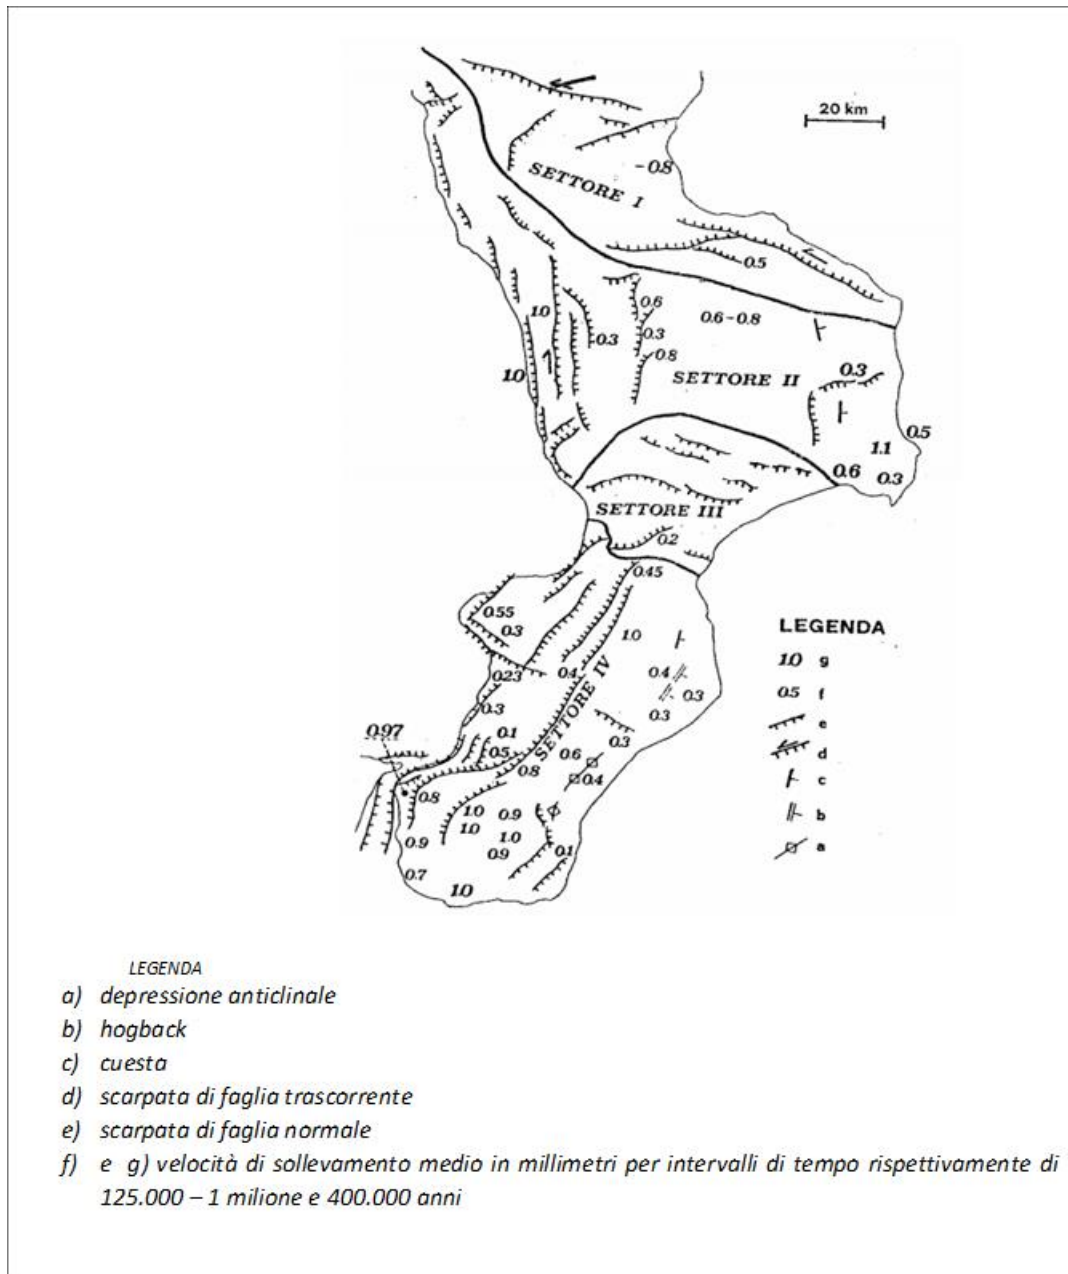 20 km
-0.8
SETTORE I
0.5
0.6
0.6-0.8
1.0
0.3
0.3
0.8
1.0
SETTORE II
0.3
0.5
1.1
0.6
0.3
SETTORE III
0.2
0.45
0.55
0.3
1.0
LEGENDA
1.0 g
0.5 f
e
d
c
b
a
0.23
0.4
0.4
0.3
0.3
0.3
SETTORE IV
0.97
0.1
0.5
0.6
0.3
0.8
0.4
0.8
1.0
0.9
1.0
1.0
0.9
0.9
0.1
0.7
1.0
LEGENDA
a) depressione anticlinale
b) hogback
c) cuesta
d) scarpata di faglia trascorrente
e) scarpata di faglia normale
f) e g) velocità di sollevamento medio in millimetri per intervalli di tempo rispettivamente di
125.000 – 1 milione e 400.000 anni